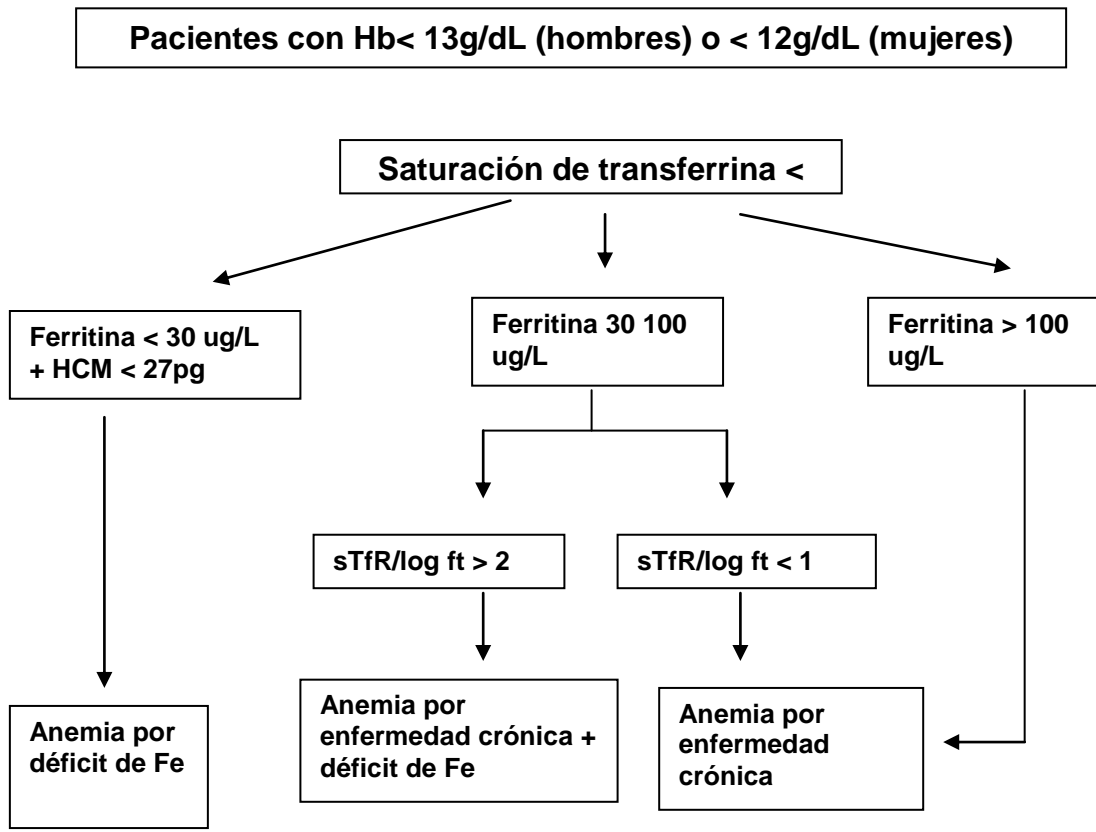 Pacientes con Hb< 13g/dL (hombres) o < 12g/dL (mujeres)
Saturación de transferrina <
Ferritina < 30 ug/L
+ HCM < 27pg
Ferritina 30 100
ug/L
Ferritina > 100
ug/L
sTfR/log ft > 2
sTfR/log ft < 1
Anemia por
déficit de Fe
Anemia por
enfermedad crónica +
déficit de Fe
Anemia por
enfermedad
crónica